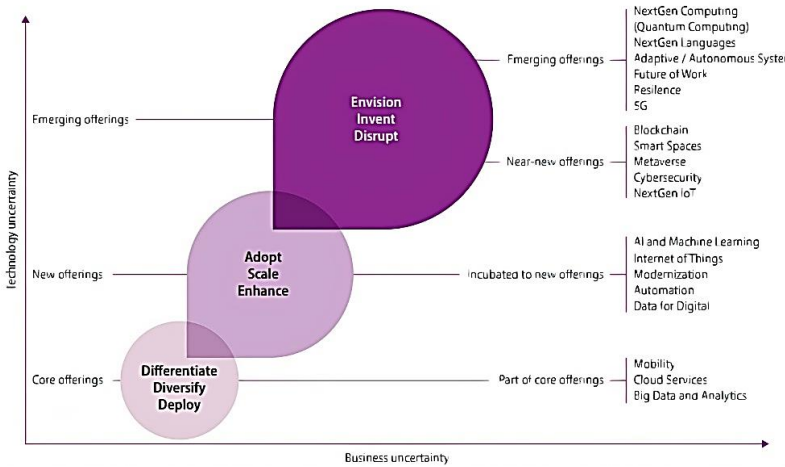 NextGen Computing
(Quantum Computing)
NextGen Languages
Emerging offerings
Adaptive / Autonomous Syste
Future of Work
Resilence
5G
Envision
Invent
Disrupt
Emerging offerings
Near-new offerings
Blockchain
Smart Spaces
Metaverse
Cybersecurity
NextGen IoT
Technology uncertainty
Adopt
Scale
Enhance
New offerings
Incubated to new offerings
AI and Machine Learning
Internet of Things
Modernization
Automation
Data for Digital
Differentiate
Diversify
Deploy
Core offerings
Part of core offerings
Mobility
Cloud Services
Big Data and Analytics
Business uncertainty